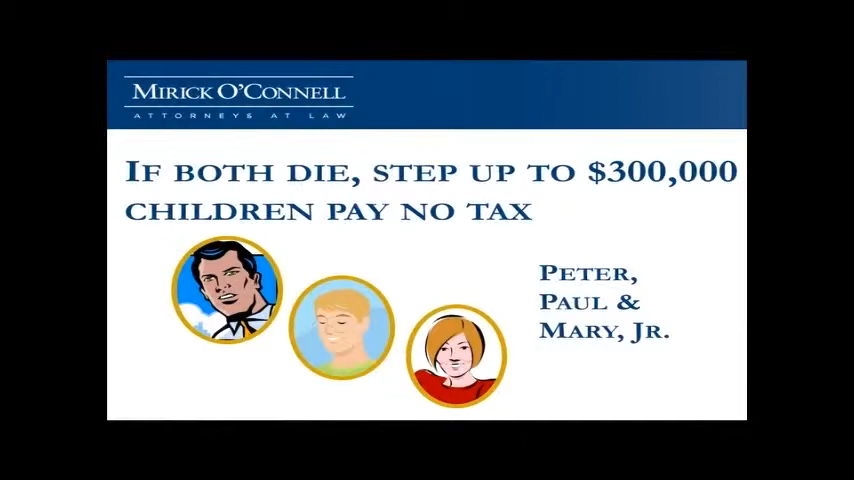 MIRICK O'CONNELL
ATTORNEYS AT LAW
IF BOTH DIE, STEP UP TO $300,000
CHILDREN PAY NO TAX
PETER,
PAUL &
MARY, JR.